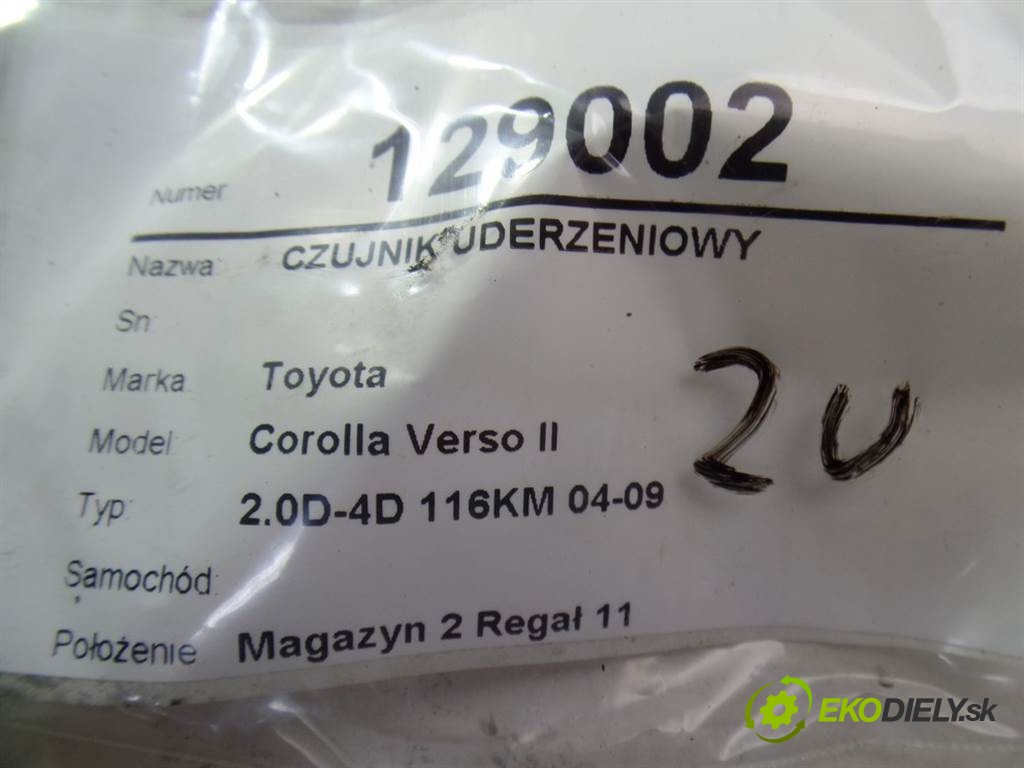 Numer 129002
Nazwa: CZUJNIK UDERZENIOWY
Sn:
Marka: Toyota
Model: Corolla Verso II
Typ: 2.0D-4D 116KM 04-09
2U
Samochód:
Położenie Magazyn 2 Regał 11
EKODIELY.sk